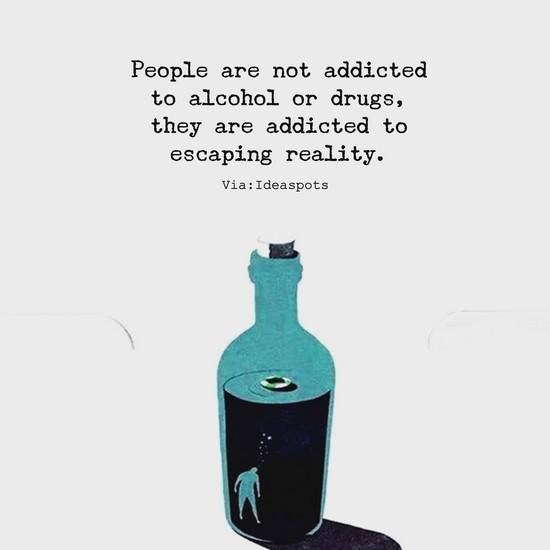 People are not addicted
to alcohol or drugs,
they are addicted to
escaping reality.
Via:Ideaspots